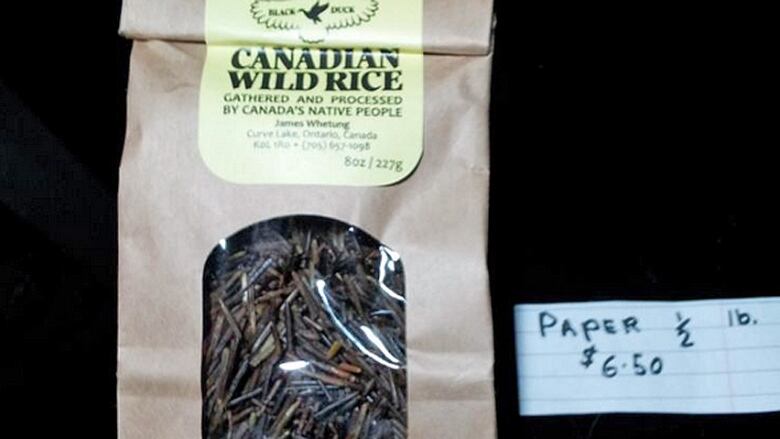 BLACK DUCK
CANADIAN
WILD RICE
GATHERED AND PROCESSED
BY CANADA'S NATIVE PEOPLE
James Whetung
Curve Lake, Ontario, Canada
K0L 1R0 • (705) 657-1098
8oz / 227g
PAPER 1/2 lb.
$6.50